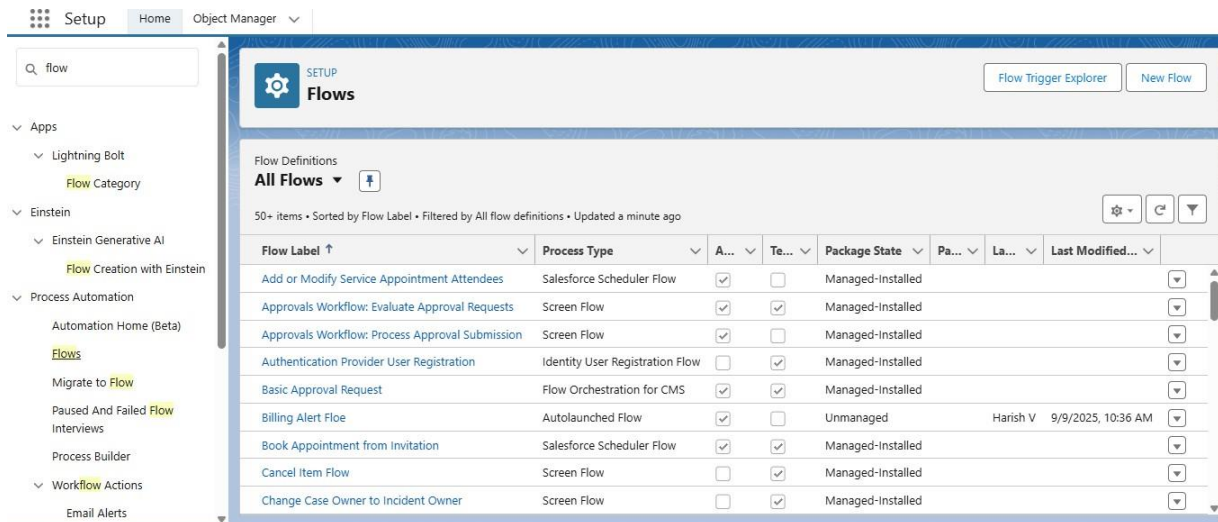 Setup Home Object Manager
flow
Apps
Lightning Bolt
Flow Category
Einstein
Einstein Generative AI
Flow Creation with Einstein
Process Automation
Automation Home (Beta)
Flows
Migrate to Flow
Paused And Failed Flow
Interviews
Process Builder
Workflow Actions
Email Alerts
SETUP
Flows
Flow Trigger Explorer New Flow
Flow Definitions
All Flows
50+ items • Sorted by Flow Label • Filtered by All flow definitions • Updated a minute ago
Flow Label ↑ Process Type A... Te... Package State Pa... La... Last Modified...
Add or Modify Service Appointment Attendees Salesforce Scheduler Flow Managed-Installed
Approvals Workflow: Evaluate Approval Requests Screen Flow Managed-Installed
Approvals Workflow: Process Approval Submission Screen Flow Managed-Installed
Authentication Provider User Registration Identity User Registration Flow Managed-Installed
Basic Approval Request Flow Orchestration for CMS Managed-Installed
Billing Alert Floe Autolaunched Flow Unmanaged Harish V 9/9/2025, 10:36 AM
Book Appointment from Invitation Salesforce Scheduler Flow Managed-Installed
Cancel Item Flow Screen Flow Managed-Installed
Change Case Owner to Incident Owner Screen Flow Managed-Installed